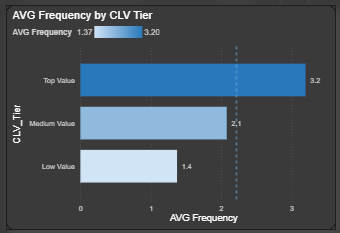 AVG Frequency by CLV Tier
AVG Frequency 1.37 3.20
Top Value 3.2
Medium Value 2.1
Low Value 1.4
CLV_Tier
0 1 2 3
AVG Frequency